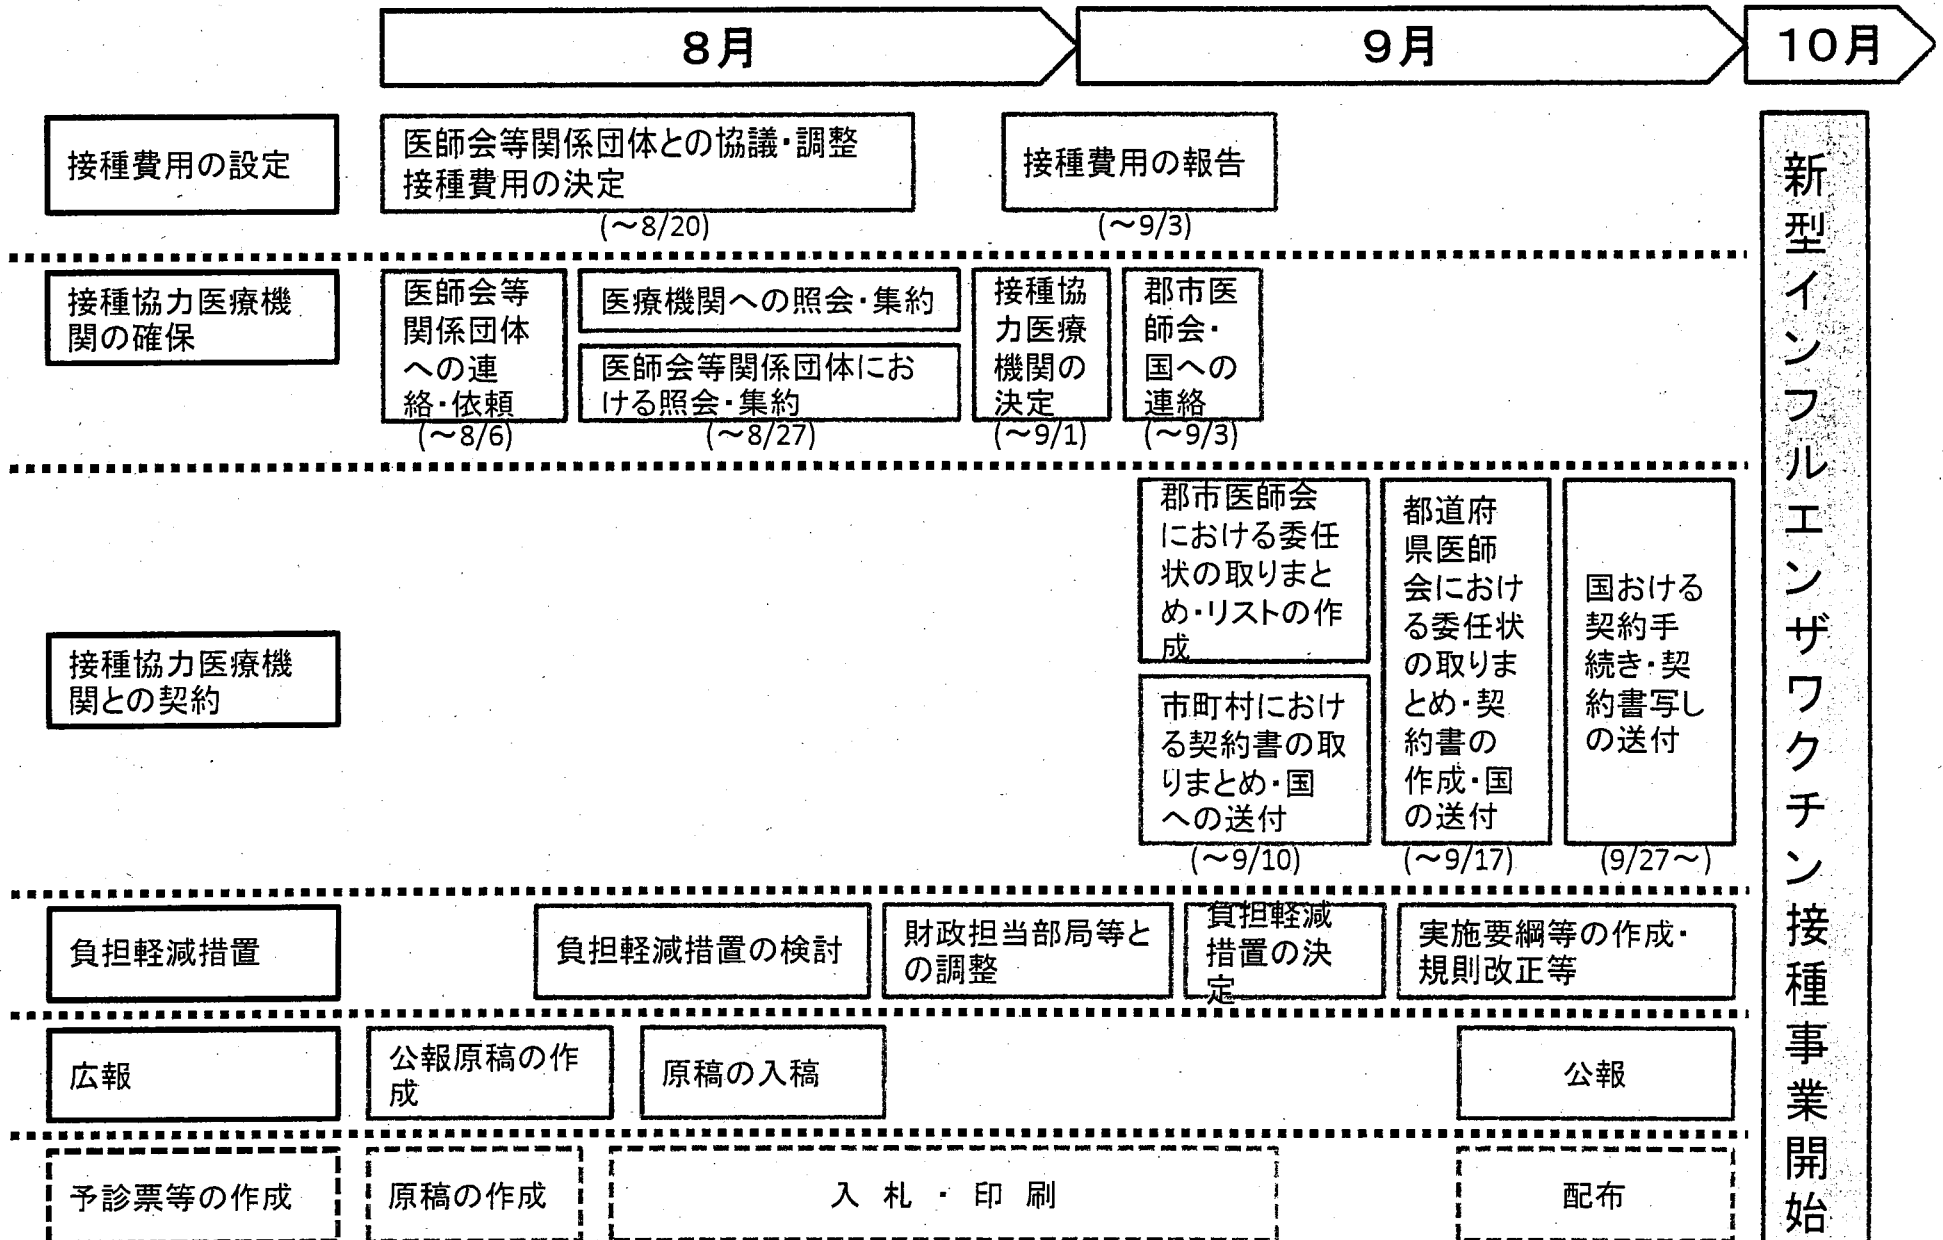 8月
9月
10月
接種費用の設定
医師会等関係団体との協議・調整
接種費用の決定
(～8/20)
接種費用の報告
(～9/3)
接種協力医療機
関の確保
医師会等
関係団体
への連
絡・依頼
(～8/6)
医療機関への照会・集約
医師会等関係団体にお
ける照会・集約
(～8/27)
接種協
力医療
機関の
決定
(～9/1)
郡市医
師会・
国への
連絡
(～9/3)
接種協力医療機
関との契約
郡市医師会
における委任
状の取りまと
め・リストの作
成
市町村におけ
る契約書の取
りまとめ・国
への送付
(～9/10)
都道府
県医師
会におけ
る委任状
の取りま
とめ・契
約書の
作成・国
の送付
(～9/17)
国おける
契約手
続き・契
約書写し
の送付
(9/27～)
負担軽減措置
負担軽減措置の検討
財政担当部局等と
の調整
負担軽減
措置の決
定
実施要綱等の作成・
規則改正等
広報
公報原稿の作
成
原稿の入稿
公報
予診票等の作成
原稿の作成
入札・印刷
配布
新型インフルエンザワクチン接種事業開始